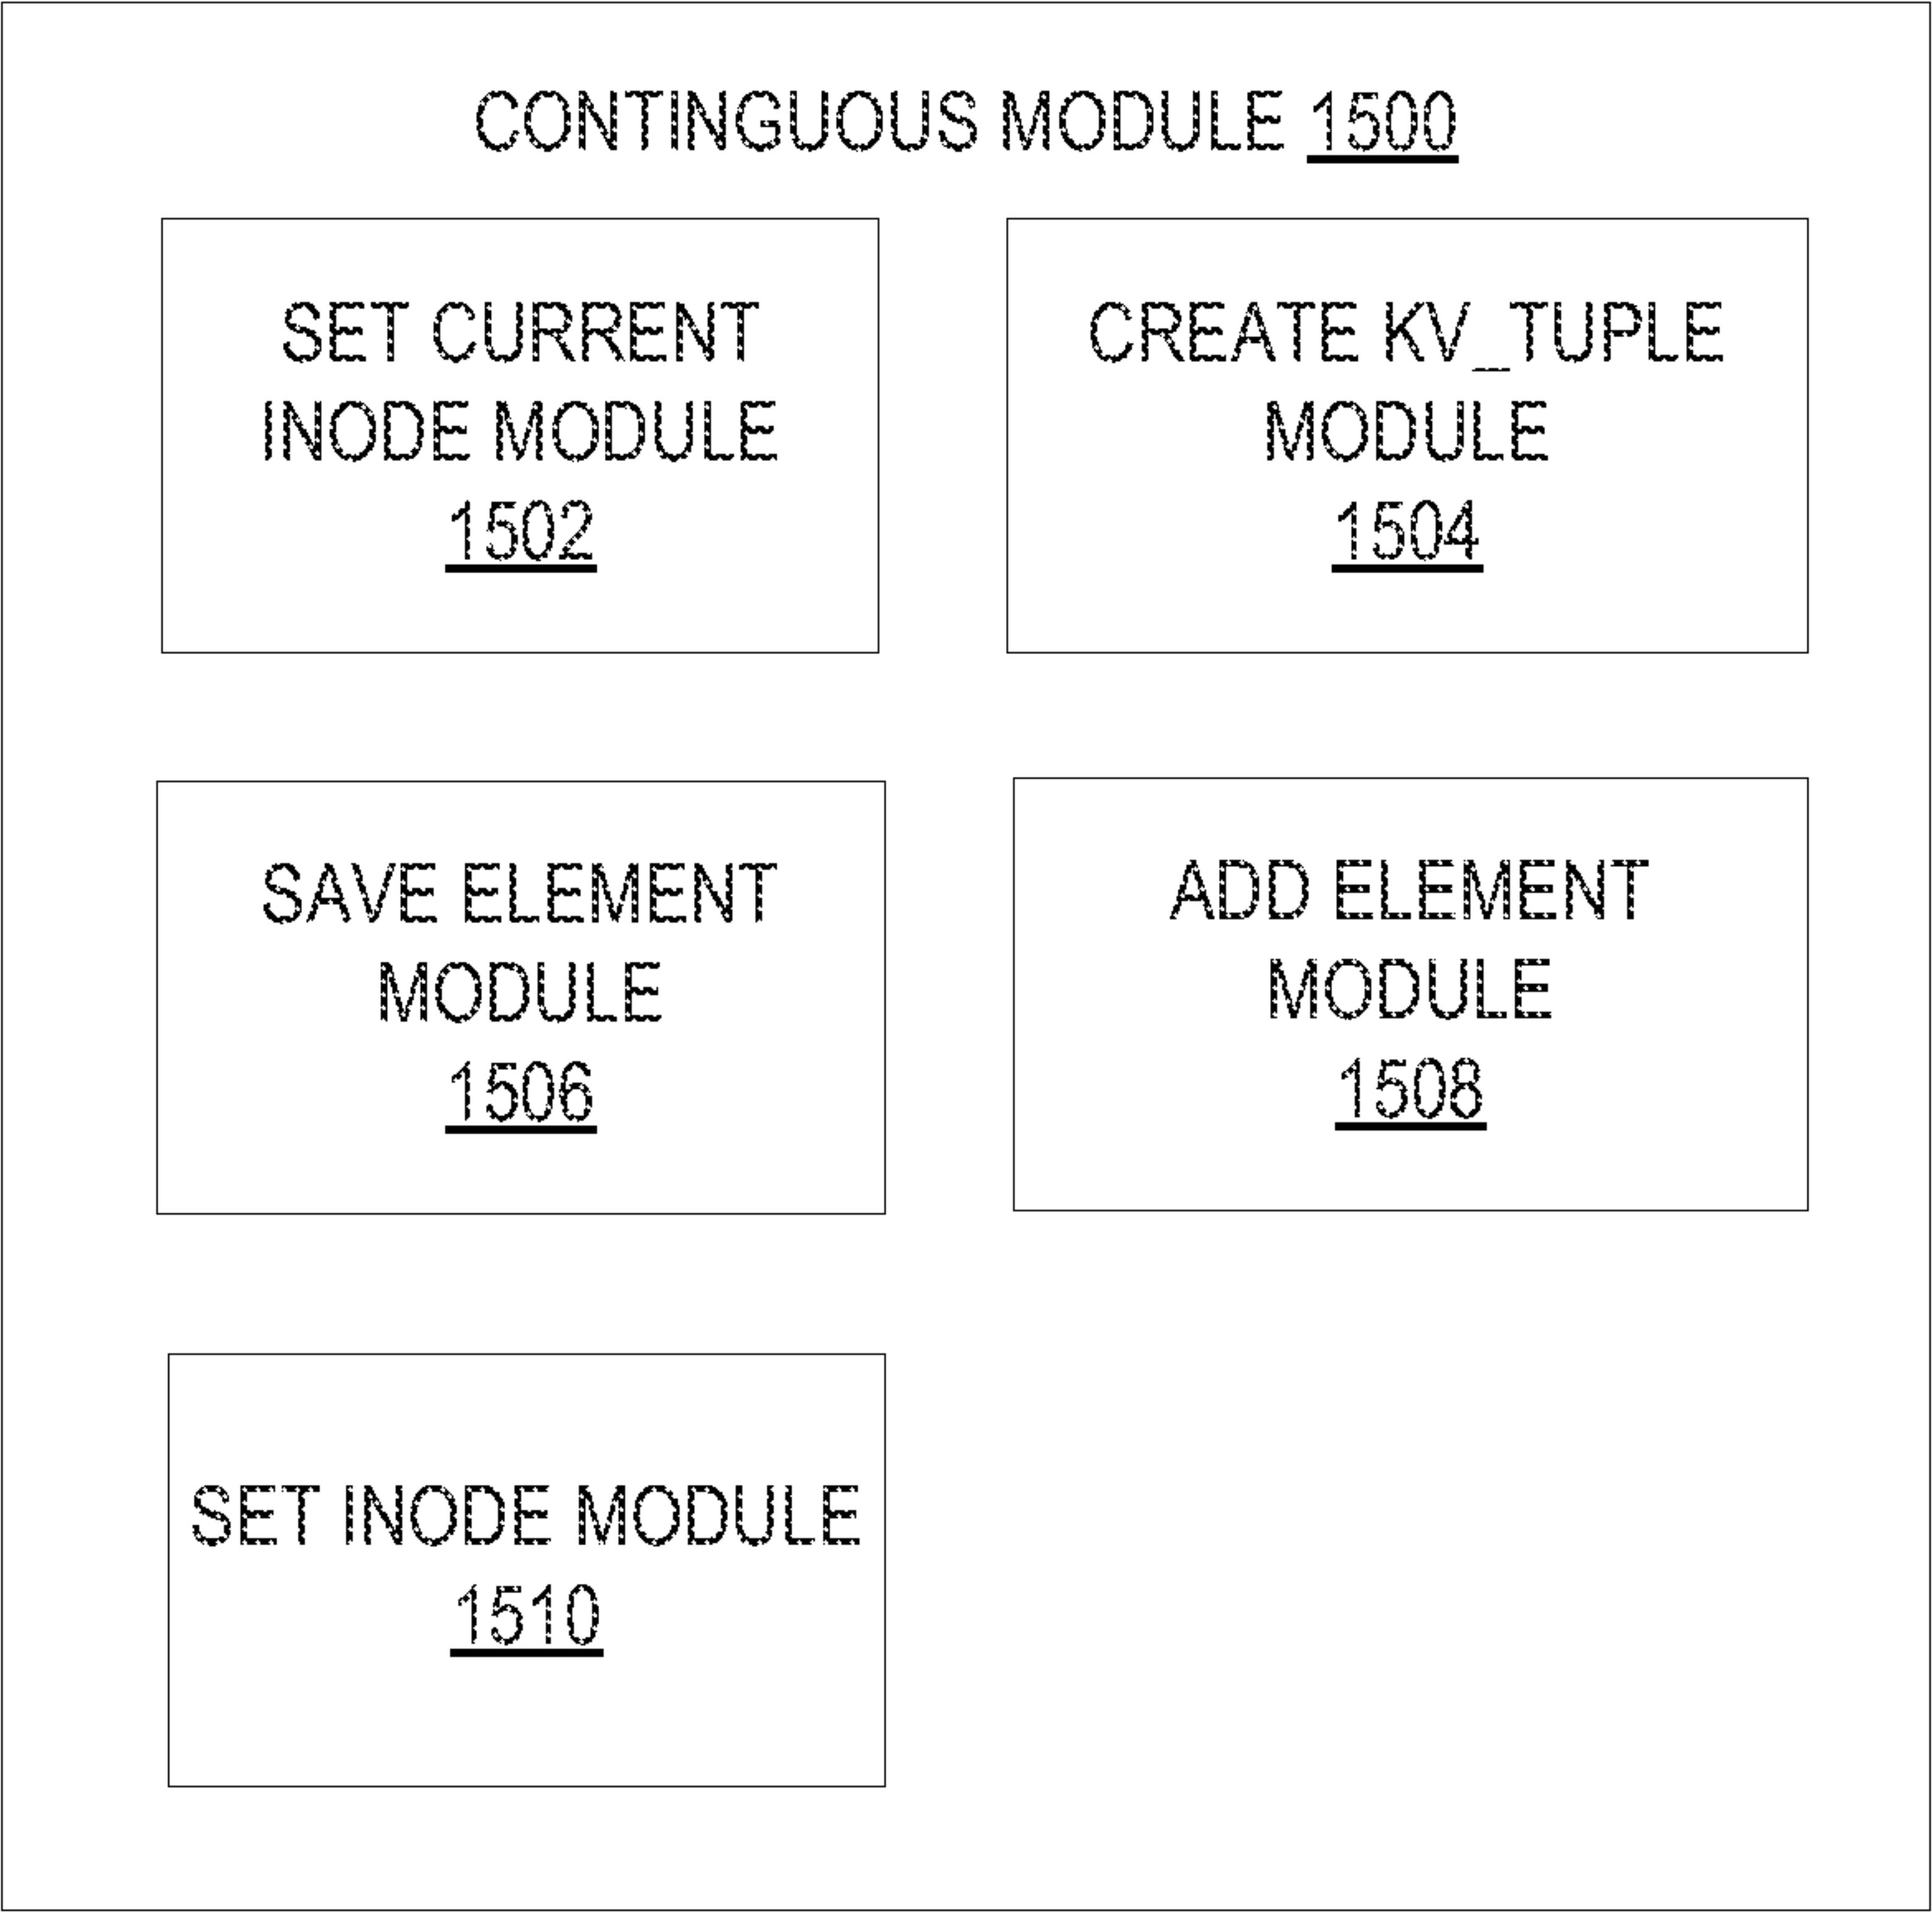 CONTINGUOUS MODULE 1500
SET CURRENT
INODE MODULE
1502
CREATE KV_TUPLE
MODULE
1504
SAVE ELEMENT
MODULE
1506
ADD ELEMENT
MODULE
1508
SET INODE MODULE
1510